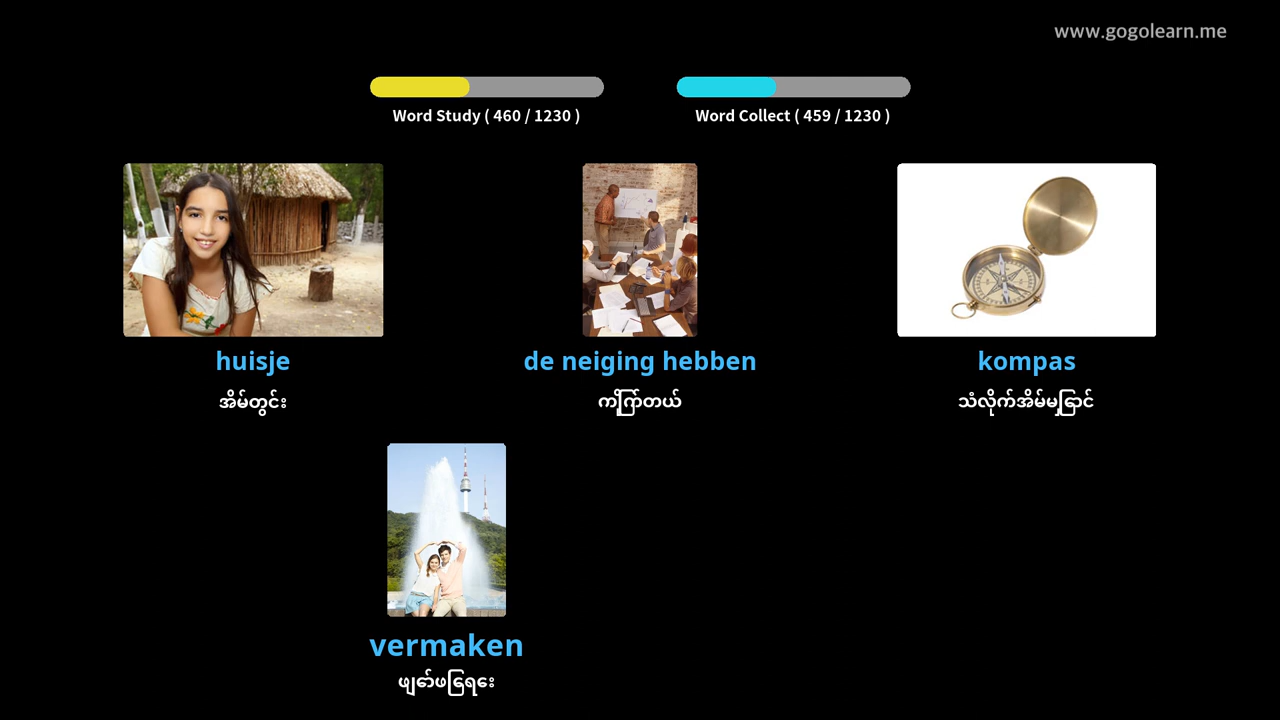 www.gogolearn.me
Word Study ( 460 / 1230 )
Word Collect ( 459 / 1230 )
huisje
အိမ်တွင်း
de neiging hebben
ကြိုက်တယ်
kompas
သံလိုက်အိမ်မြှောင်
vermaken
ဖျော်ဖြေရေး